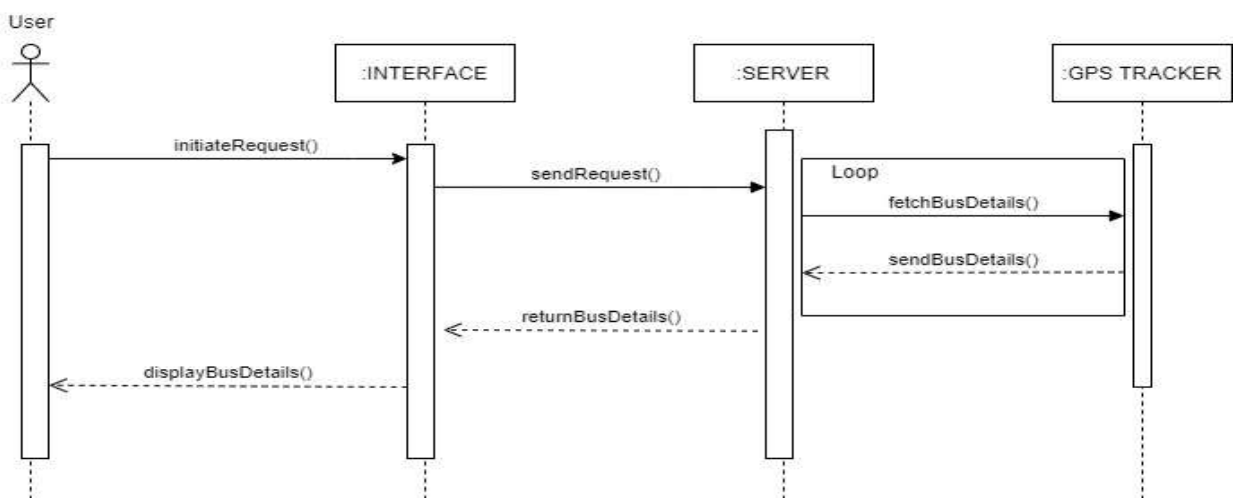 User
:INTERFACE
:SERVER
:GPS TRACKER
initiateRequest()
sendRequest()
Loop
fetchBusDetails()
sendBusDetails()
returnBusDetails()
displayBusDetails()